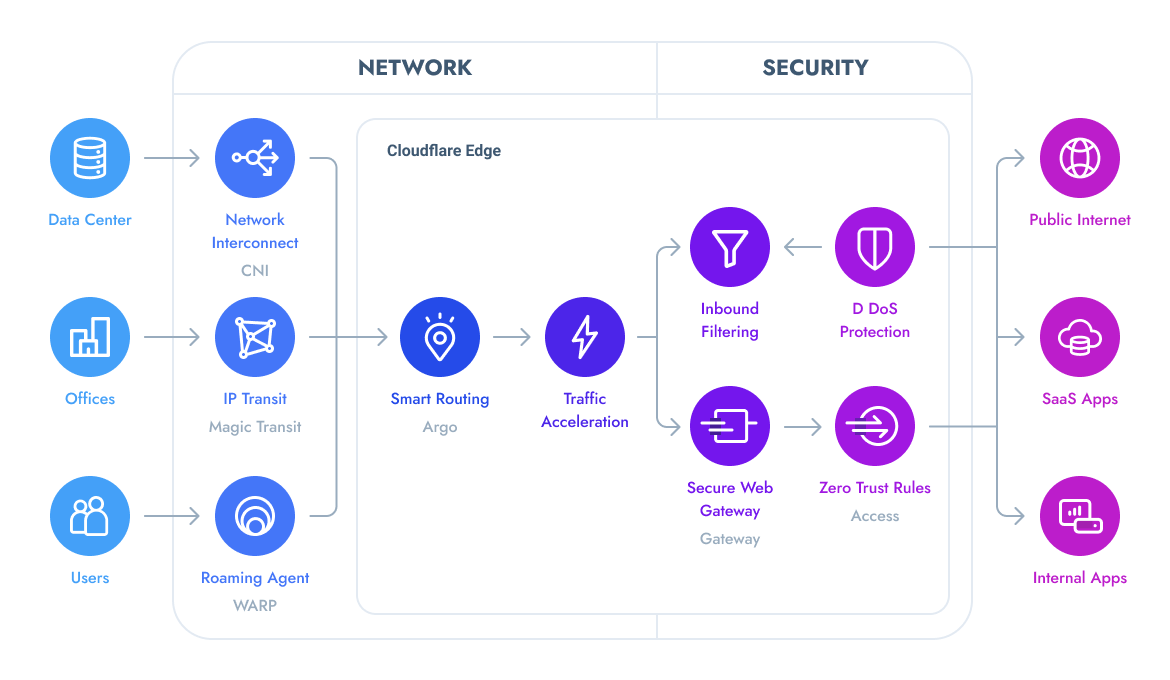 NETWORK
SECURITY
Cloudflare Edge
Data Center
Network
Interconnect
CNI
Public Internet
Inbound
Filtering
D DoS
Protection
Offices
IP Transit
Magic Transit
Smart Routing
Argo
Traffic
Acceleration
SaaS Apps
Secure Web
Gateway
Gateway
Zero Trust Rules
Access
Users
Roaming Agent
WARP
Internal Apps